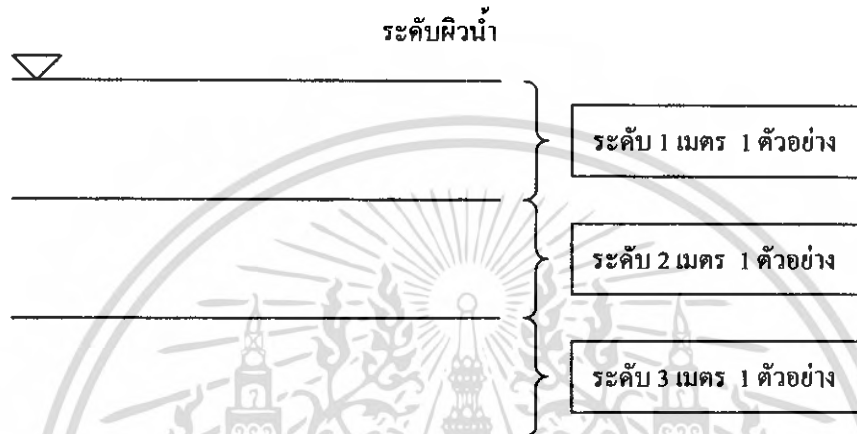 ระดับผิวน้ำ
ระดับ 1 เมตร 1 ตัวอย่าง
ระดับ 2 เมตร 1 ตัวอย่าง
ระดับ 3 เมตร 1 ตัวอย่าง